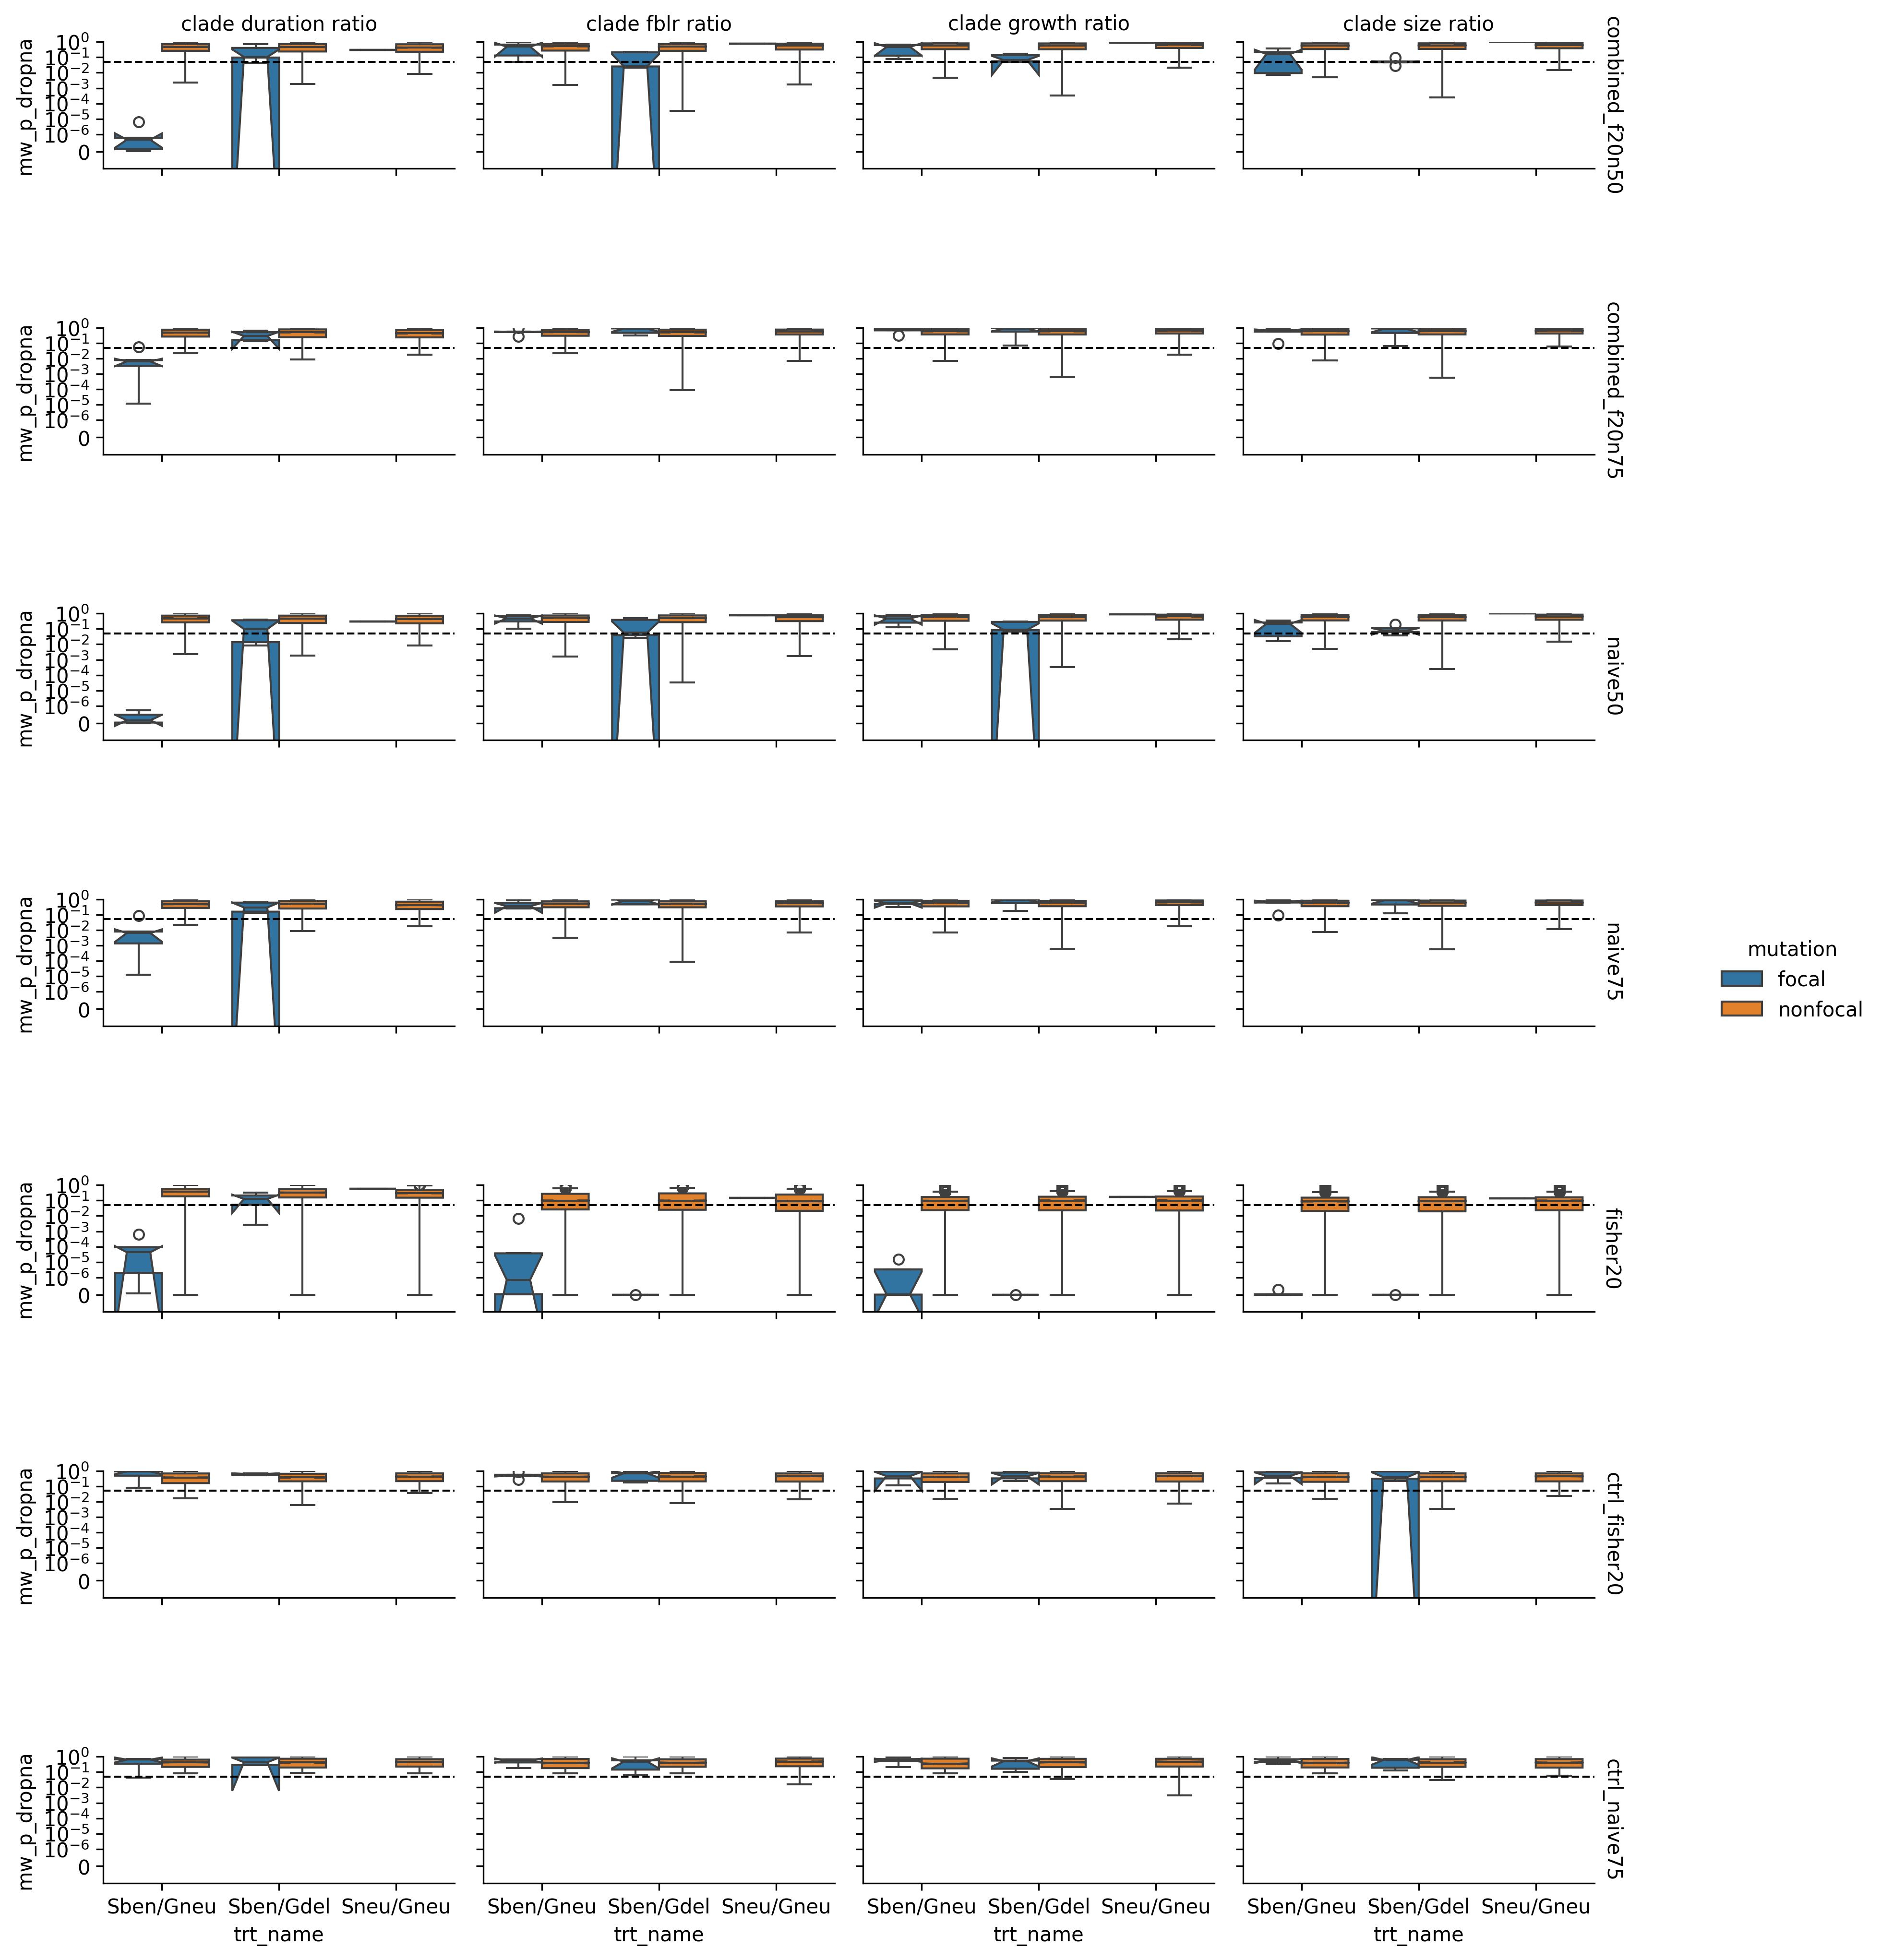 clade duration ratio
clade fblr ratio
clade growth ratio
clade size ratio
mw_p_dropna
10^0
10^-1
10^-2
10^-3
10^-4
10^-5
10^-6
0
combined_f20n50
mw_p_dropna
10^0
10^-1
10^-2
10^-3
10^-4
10^-5
10^-6
0
combined_f20n75
mw_p_dropna
10^0
10^-1
10^-2
10^-3
10^-4
10^-5
10^-6
0
naive50
mw_p_dropna
10^0
10^-1
10^-2
10^-3
10^-4
10^-5
10^-6
0
naive75
mutation
focal
nonfocal
mw_p_dropna
10^0
10^-1
10^-2
10^-3
10^-4
10^-5
10^-6
0
fisher20
mw_p_dropna
10^0
10^-1
10^-2
10^-3
10^-4
10^-5
10^-6
0
ctrl_fisher20
mw_p_dropna
10^0
10^-1
10^-2
10^-3
10^-4
10^-5
10^-6
0
ctrl_naive75
Sben/Gneu Sben/Gdel Sneu/Gneu
trt_name
Sben/Gneu Sben/Gdel Sneu/Gneu
trt_name
Sben/Gneu Sben/Gdel Sneu/Gneu
trt_name
Sben/Gneu Sben/Gdel Sneu/Gneu
trt_name